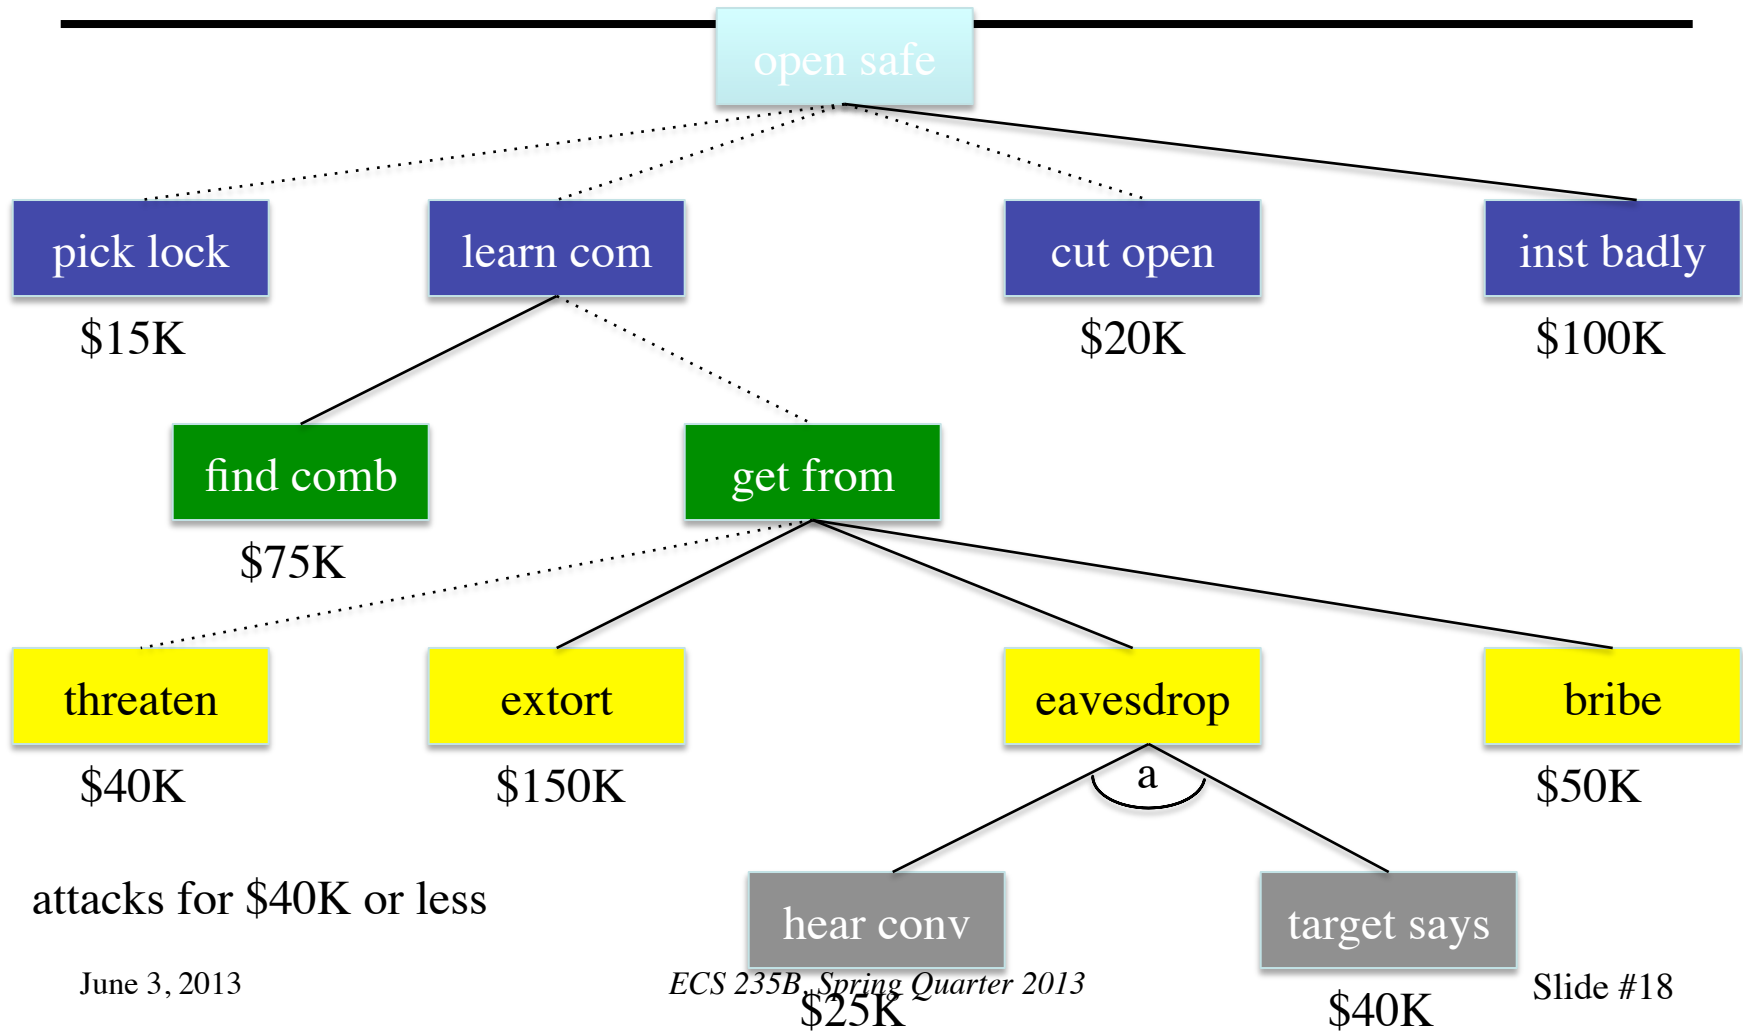 open safe
pick lock learn com cut open inst badly
$15K $20K $100K
find comb get from
$75K
threaten extort eavesdrop bribe
$40K $150K a $50K
attacks for $40K or less
hear conv target says
June 3, 2013 ECS 235B, Spring Quarter 2013 Slide #18
$25K $40K